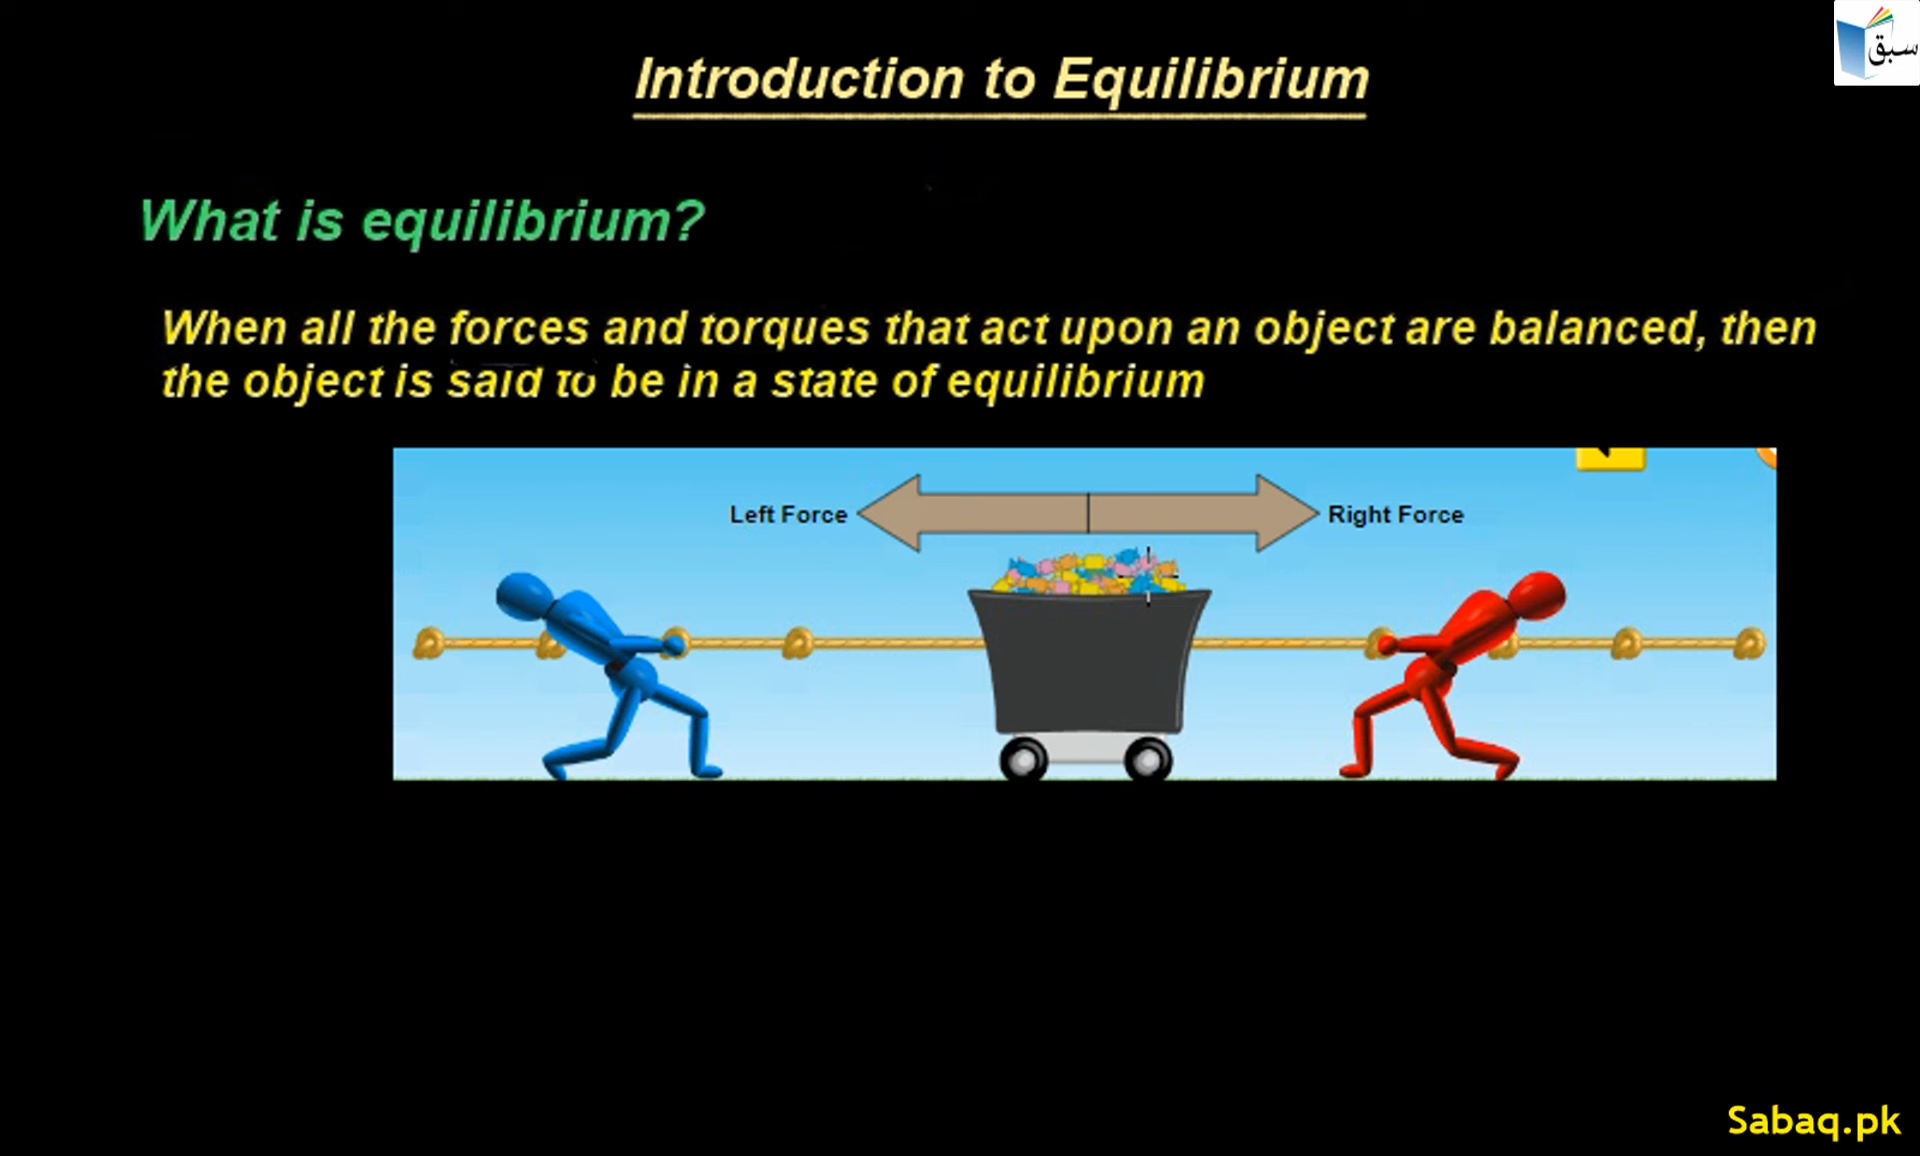 سبق
Introduction to Equilibrium
What is equilibrium?
When all the forces and torques that act upon an object are balanced, then
the object is said to be in a state of equilibrium
Left Force
Right Force
Sabaq.pk